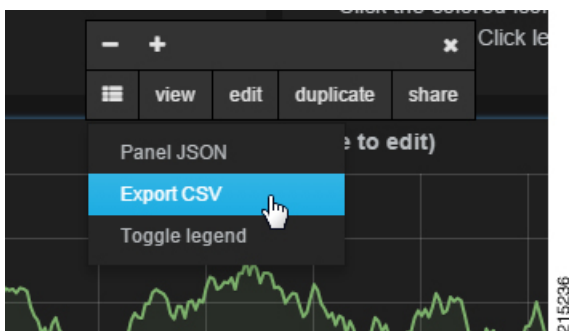 Click le
view edit duplicate share
e to edit)
Panel JSON
Export CSV
Toggle legend
215236